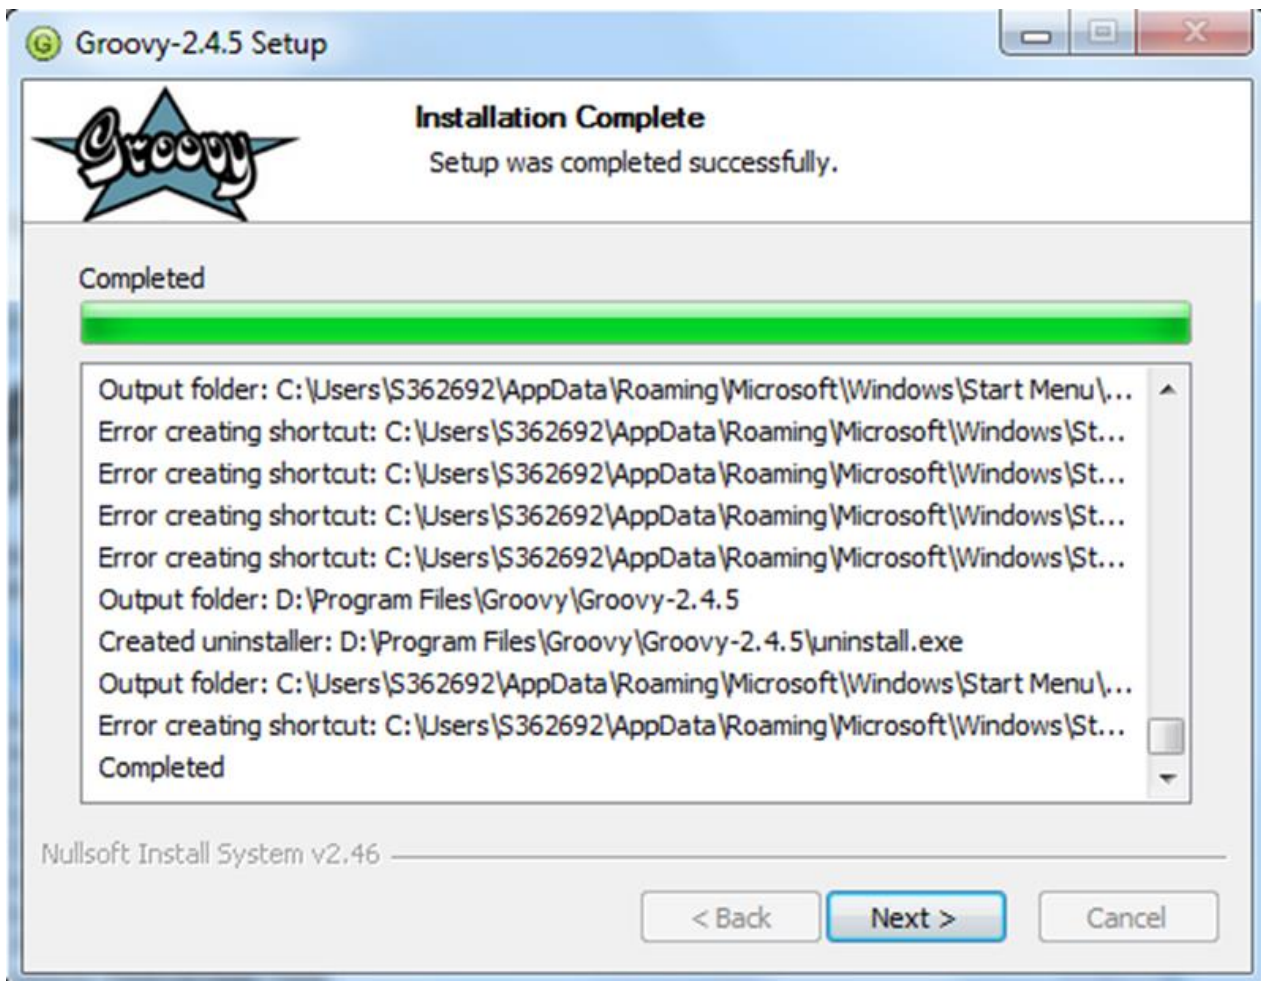 G Groovy-2.4.5 Setup
Groovy
Installation Complete
Setup was completed successfully.
Completed
Output folder: C:\Users\S362692\AppData\Roaming\Microsoft\Windows\Start Menu\...
Error creating shortcut: C:\Users\S362692\AppData\Roaming\Microsoft\Windows\St...
Error creating shortcut: C:\Users\S362692\AppData\Roaming\Microsoft\Windows\St...
Error creating shortcut: C:\Users\S362692\AppData\Roaming\Microsoft\Windows\St...
Error creating shortcut: C:\Users\S362692\AppData\Roaming\Microsoft\Windows\St...
Output folder: D:\Program Files\Groovy\Groovy-2.4.5
Created uninstaller: D:\Program Files\Groovy\Groovy-2.4.5\uninstall.exe
Output folder: C:\Users\S362692\AppData\Roaming\Microsoft\Windows\Start Menu\...
Error creating shortcut: C:\Users\S362692\AppData\Roaming\Microsoft\Windows\St...
Completed
Nullsoft Install System v2.46
< Back Next > Cancel